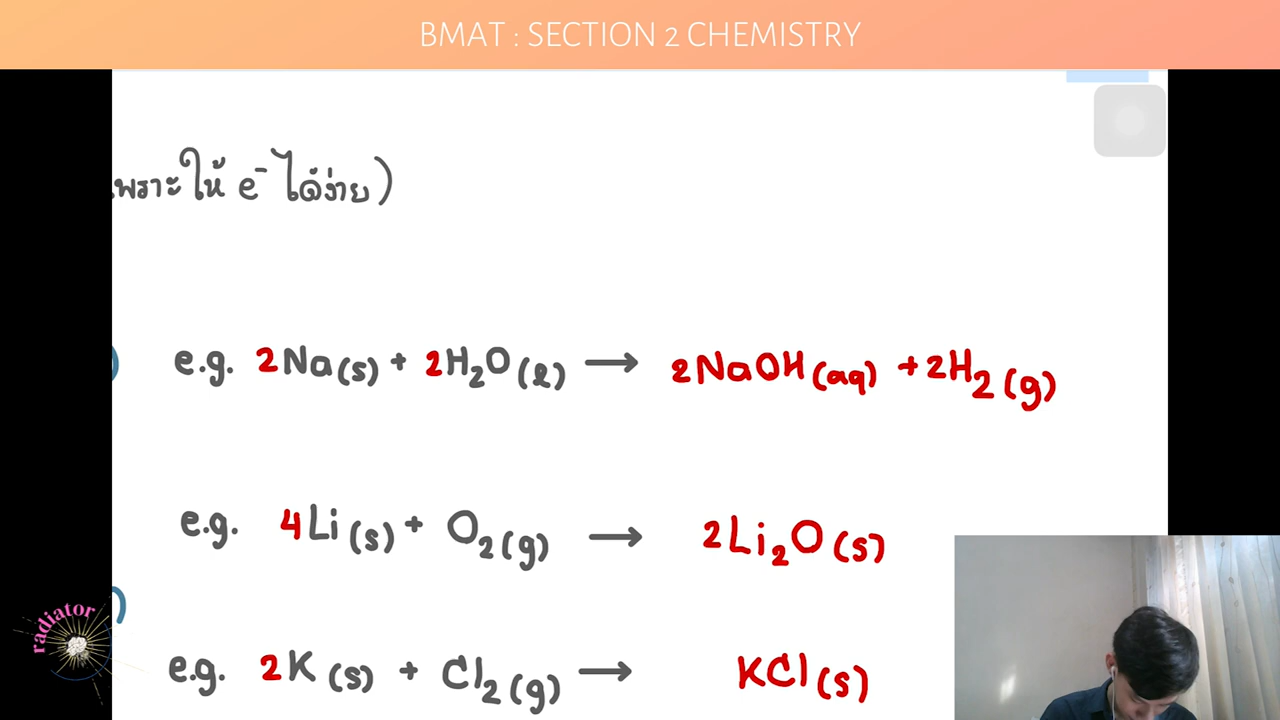 BMAT : SECTION 2 CHEMISTRY
เพราะให้ e⁻ ได้ง่าย)
e.g. 2Na(s) + 2H₂O(l) → 2NaOH(aq) + 2H₂(g)
e.g. 4Li(s) + O₂(g) → 2Li₂O(s)
radiator
e.g. 2K(s) + Cl₂(g) → KCl(s)